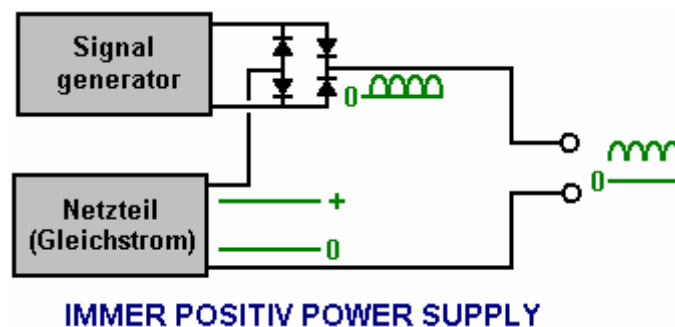 Signal
generator
0
0
Netzteil
(Gleichstrom)
+
0
IMMER POSITIV POWER SUPPLY